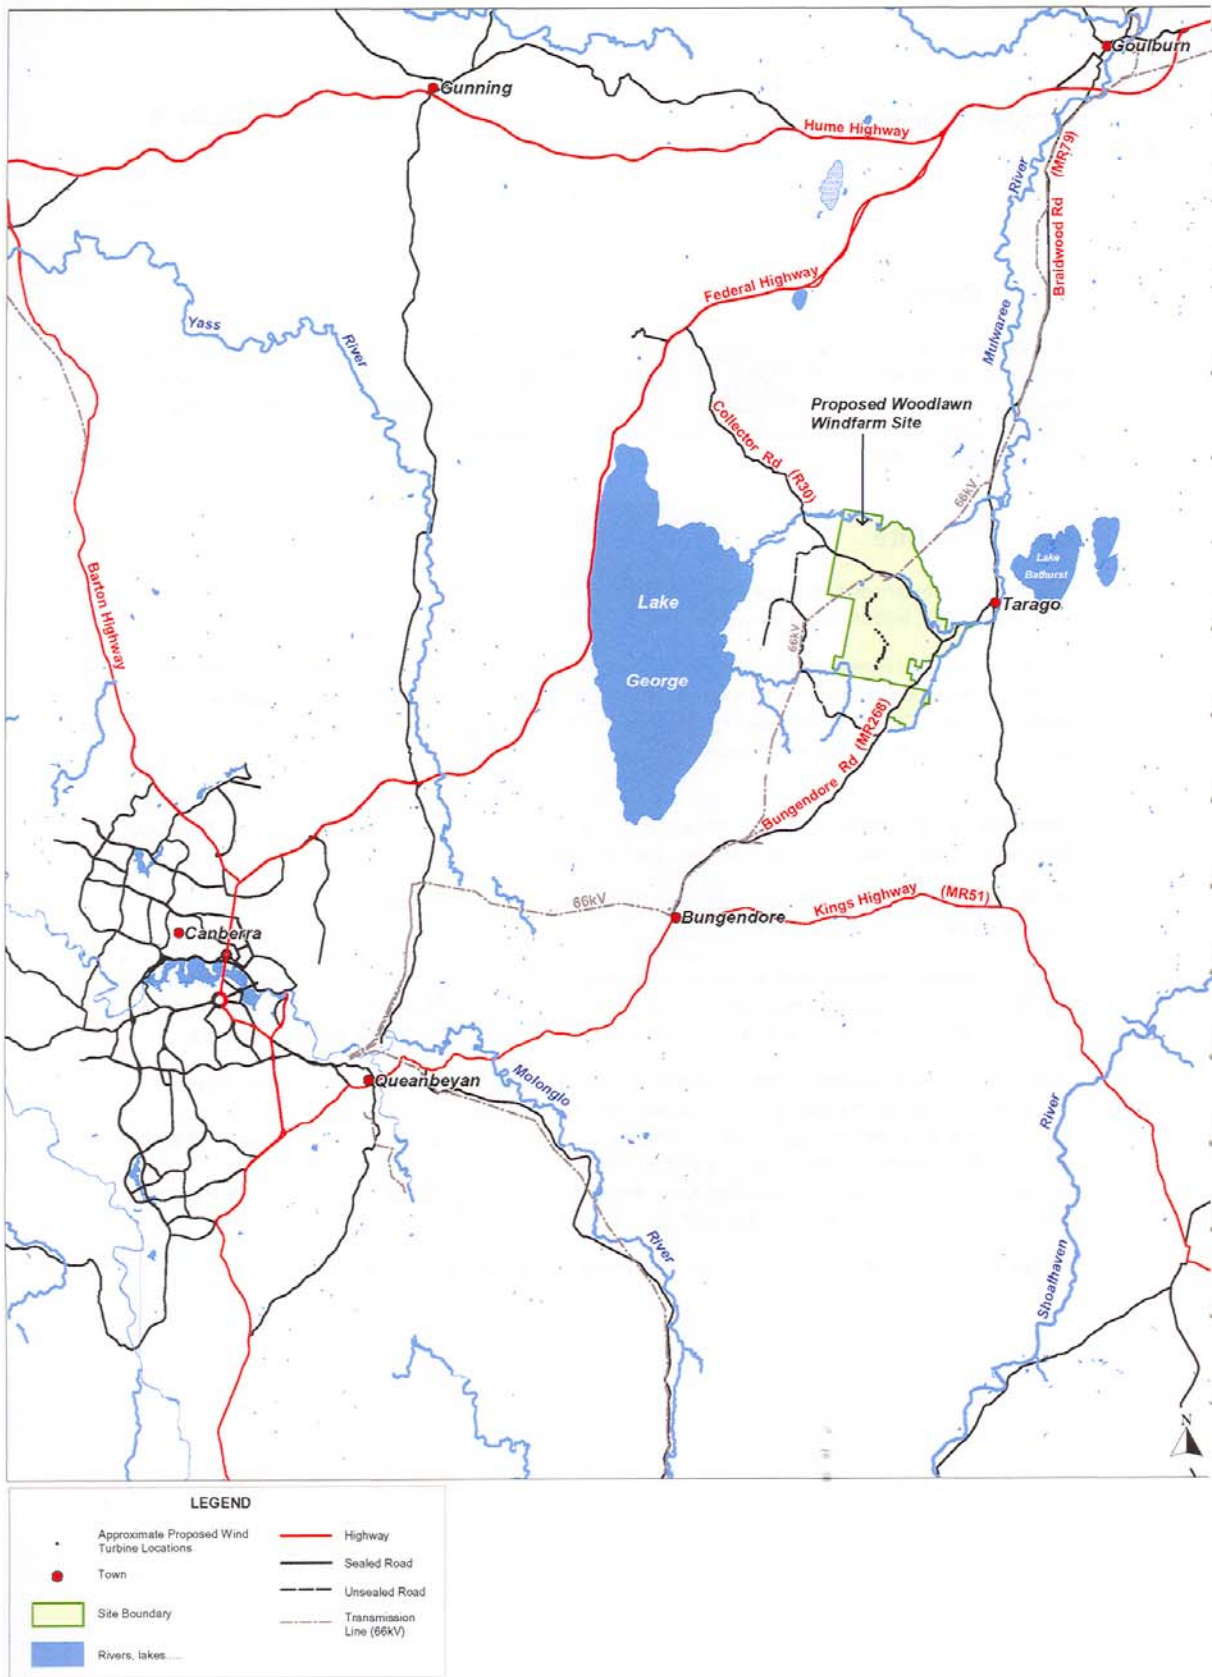 Goulburn
Gunning
Hume Highway
River
Braidwood Rd (MR79)
Federal Highway
Yass
River
Mulwaree
Proposed Woodlawn
Windfarm Site
Collector Rd (R30)
66kV
Barton Highway
Lake
George
Lake
Bathurst
Tarago
66kV
Bungendore Rd (MR268)
66kV
Kings Highway (MR51)
Bungendore
Canberra
Queanbeyan
Molonglo
River
River
Shoalhaven
N
LEGEND
Approximate Proposed Wind
Turbine Locations
Town
Site Boundary
Rivers, lakes.....
Highway
Sealed Road
Unsealed Road
Transmission
Line (66kV)